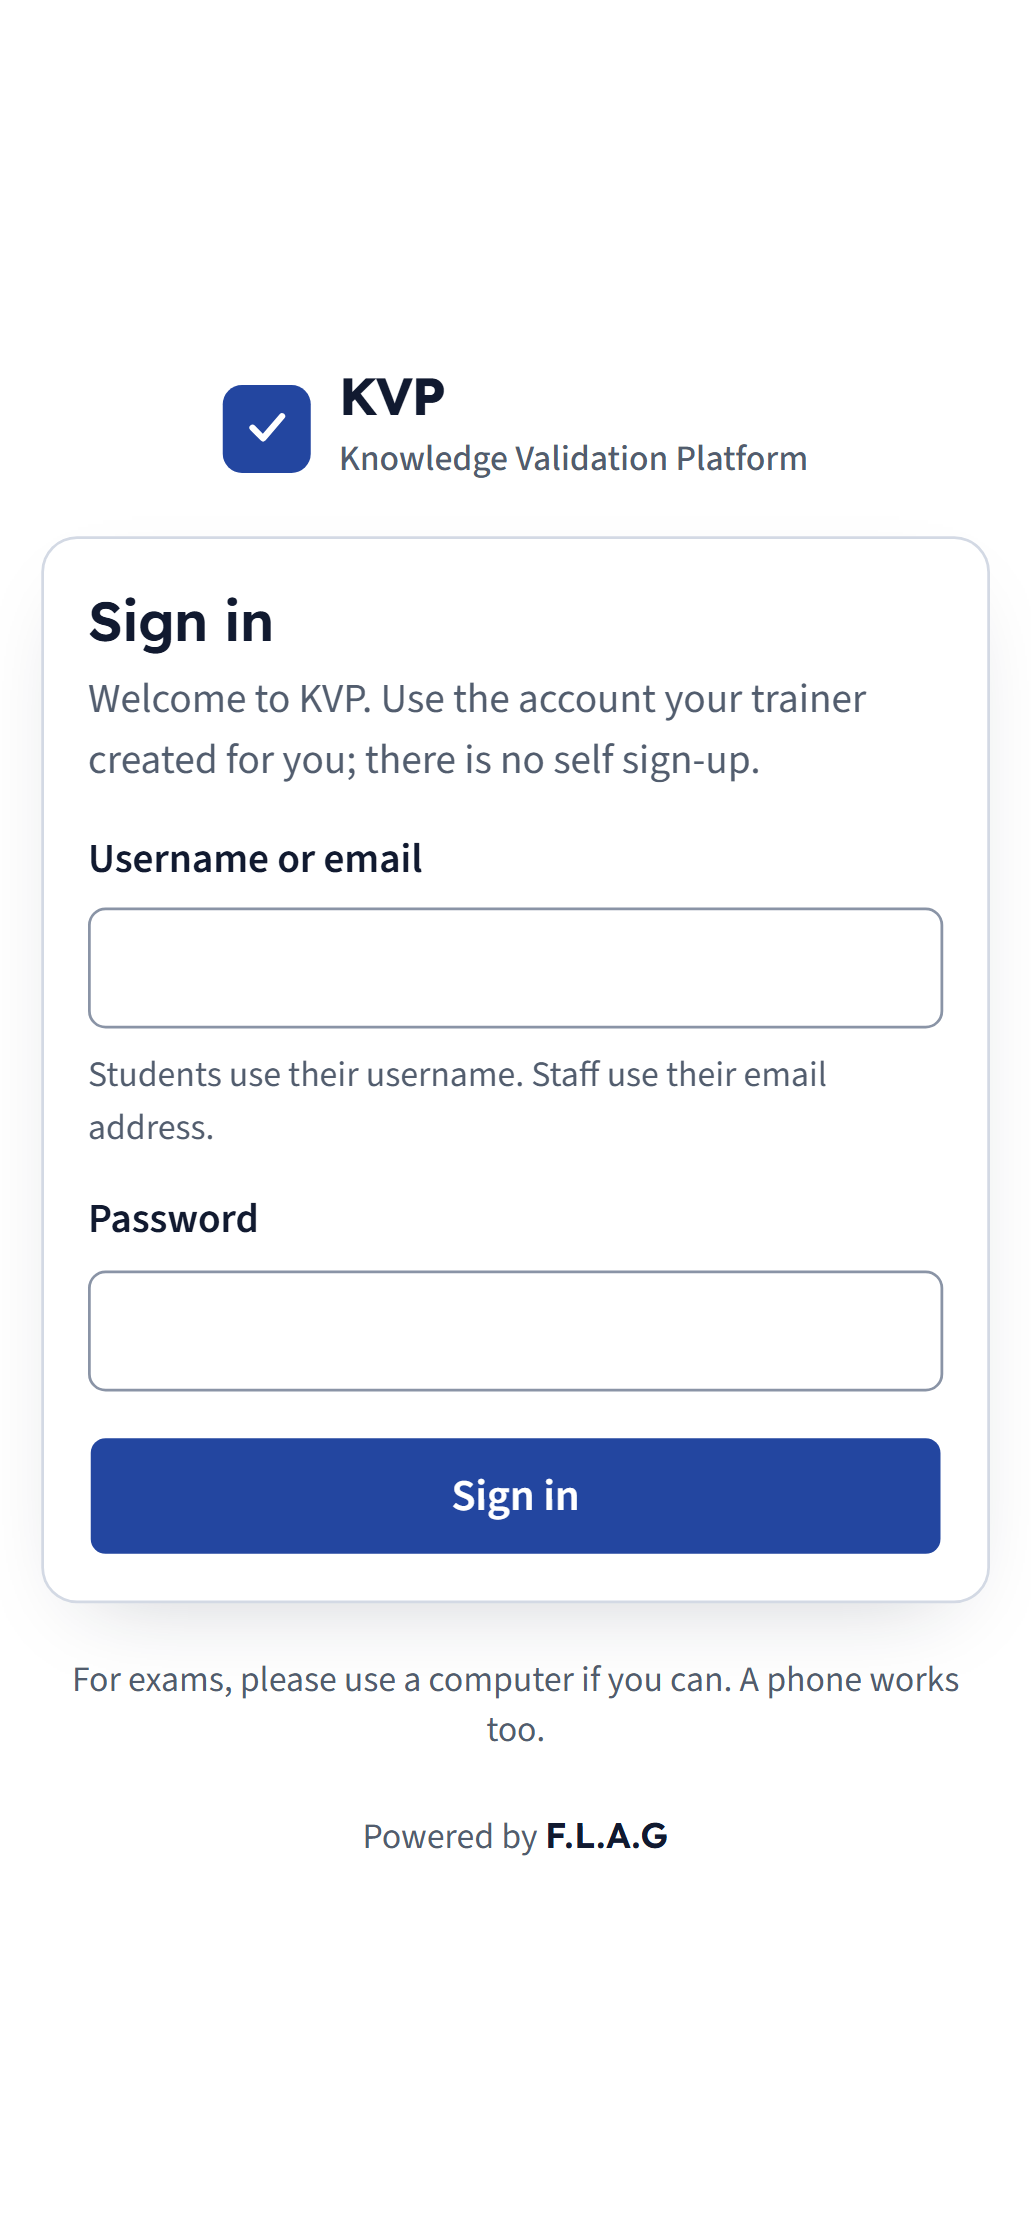 KVP
Knowledge Validation Platform
Sign in
Welcome to KVP. Use the account your trainer
created for you; there is no self sign-up.
Username or email
Students use their username. Staff use their email
address.
Password
Sign in
For exams, please use a computer if you can. A phone works
too.
Powered by F.L.A.G